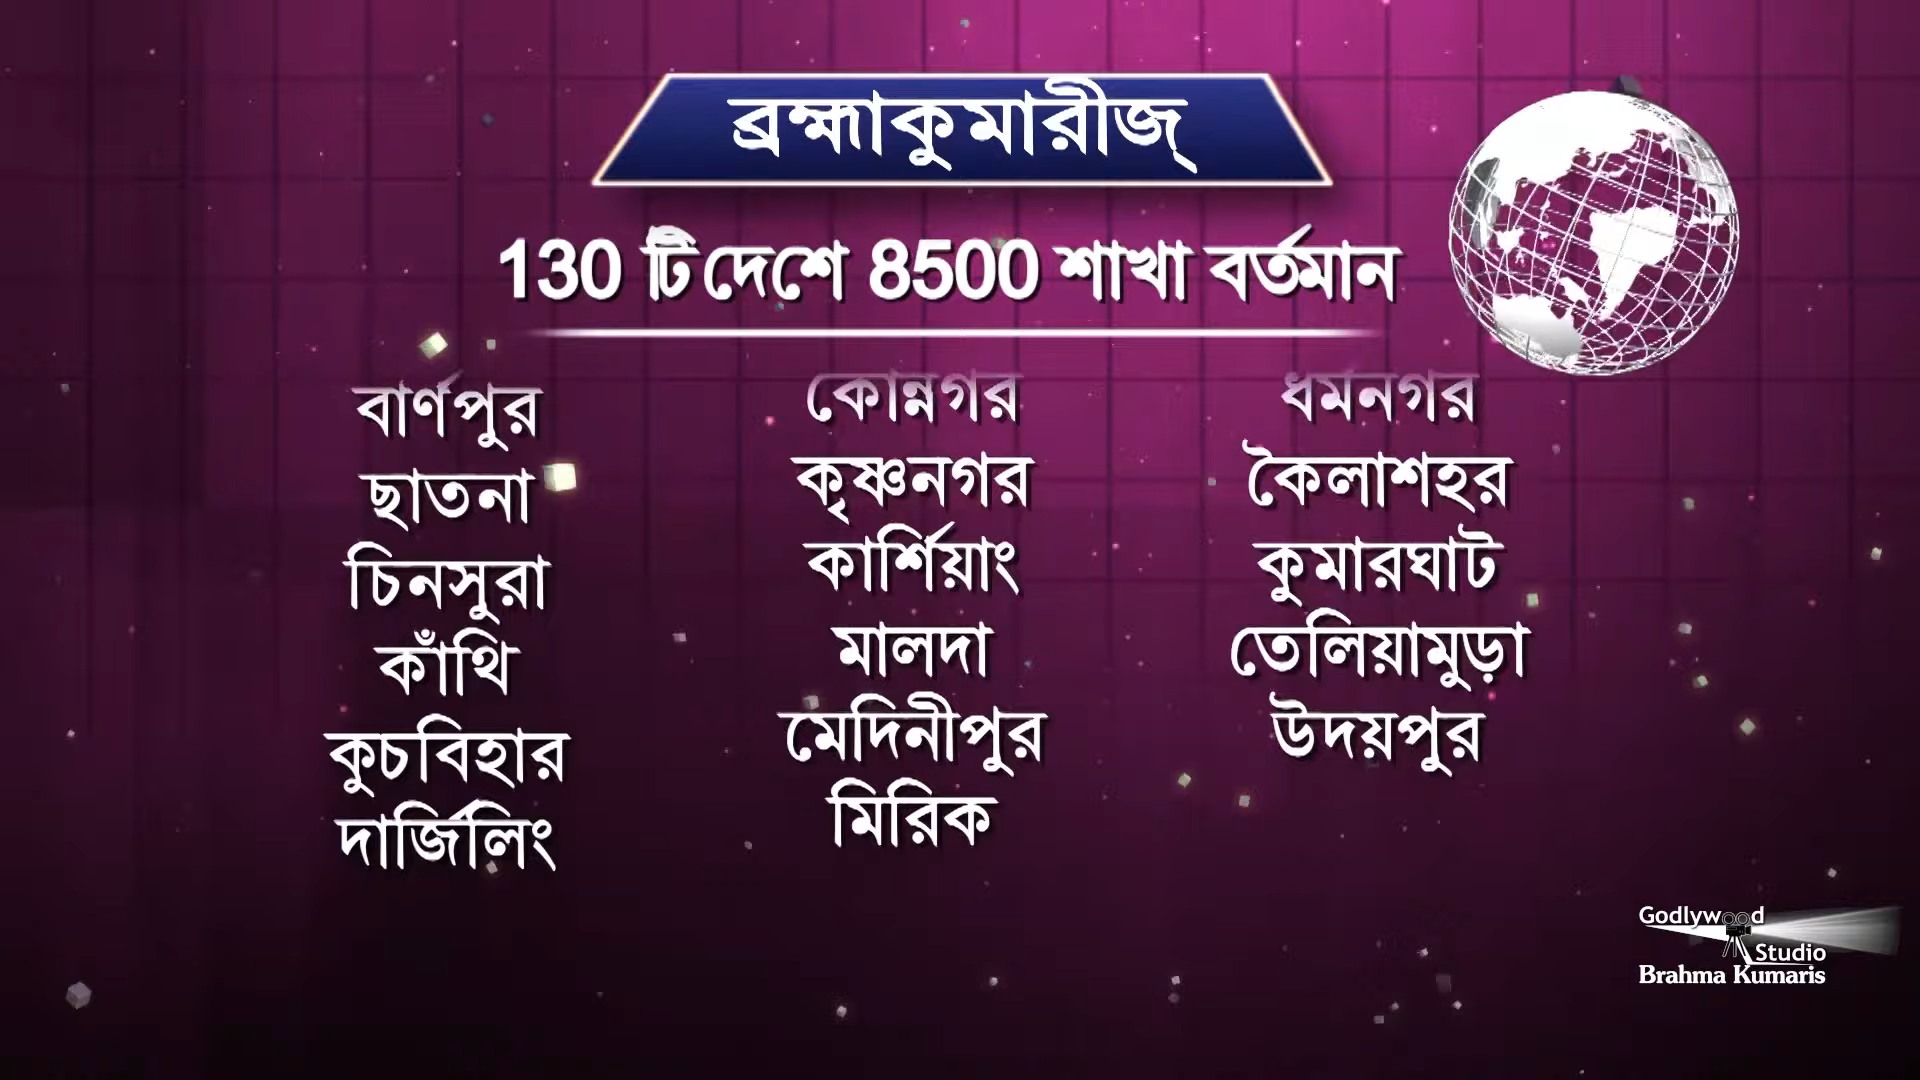 ব্রহ্মাকুমারীজ্
130 টি দেশে 8500 শাখা বর্তমান
বার্ণপুর
ছাতনা
চিনসুরা
কাঁথি
কুচবিহার
দার্জিলিং
কোন্নগর
কৃষ্ণনগর
কার্শিয়াং
মালদা
মেদিনীপুর
মিরিক
ধর্মনগর
কৈলাশহর
কুমারঘাট
তেলিয়ামুড়া
উদয়পুর
Godlywood
Studio
Brahma Kumaris